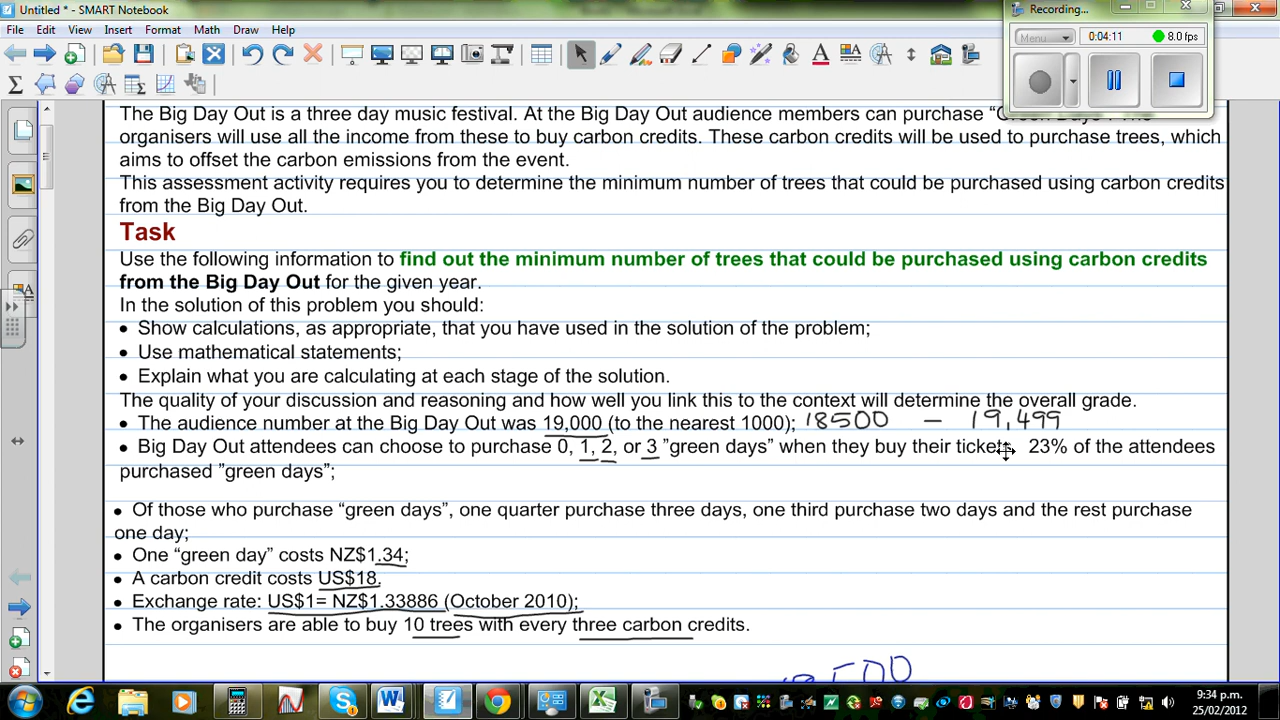 Untitled * - SMART Notebook
Recording...
File Edit View Insert Format Math Draw Help
Menu
0:04:11
8.0 fps
The Big Day Out is a three day music festival. At the Big Day Out audience members can purchase
organisers will use all the income from these to buy carbon credits. These carbon credits will be used to purchase trees, which
aims to offset the carbon emissions from the event.
This assessment activity requires you to determine the minimum number of trees that could be purchased using carbon credits
from the Big Day Out.
Task
Use the following information to find out the minimum number of trees that could be purchased using carbon credits
from the Big Day Out for the given year.
In the solution of this problem you should:
• Show calculations, as appropriate, that you have used in the solution of the problem;
• Use mathematical statements;
• Explain what you are calculating at each stage of the solution.
The quality of your discussion and reasoning and how well you link this to the context will determine the overall grade.
• The audience number at the Big Day Out was 19,000 (to the nearest 1000); 18500 – 19,499
• Big Day Out attendees can choose to purchase 0, 1, 2, or 3 "green days" when they buy their tickets. 23% of the attendees
purchased "green days";
• Of those who purchase "green days", one quarter purchase three days, one third purchase two days and the rest purchase
one day;
• One "green day" costs NZ$1.34;
• A carbon credit costs US$18.
• Exchange rate: US$1= NZ$1.33886 (October 2010);
• The organisers are able to buy 10 trees with every three carbon credits.
9:34 p.m.
25/02/2012